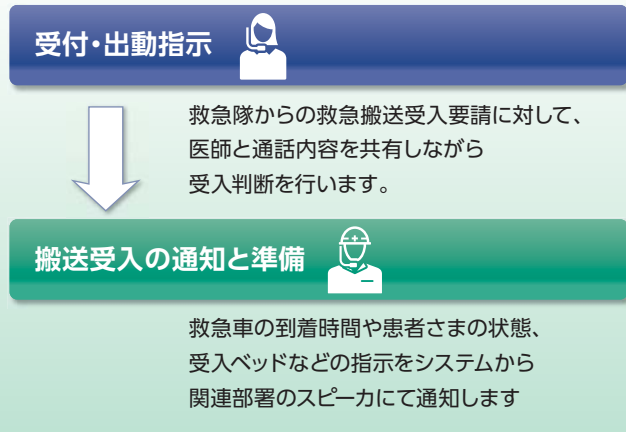 受付・出動指示
救急隊からの救急搬送受入要請に対して、
医師と通話内容を共有しながら
受入判断を行います。
搬送受入の通知と準備
救急車の到着時間や患者さまの状態、
受入ベッドなどの指示をシステムから
関連部署のスピーカにて通知します